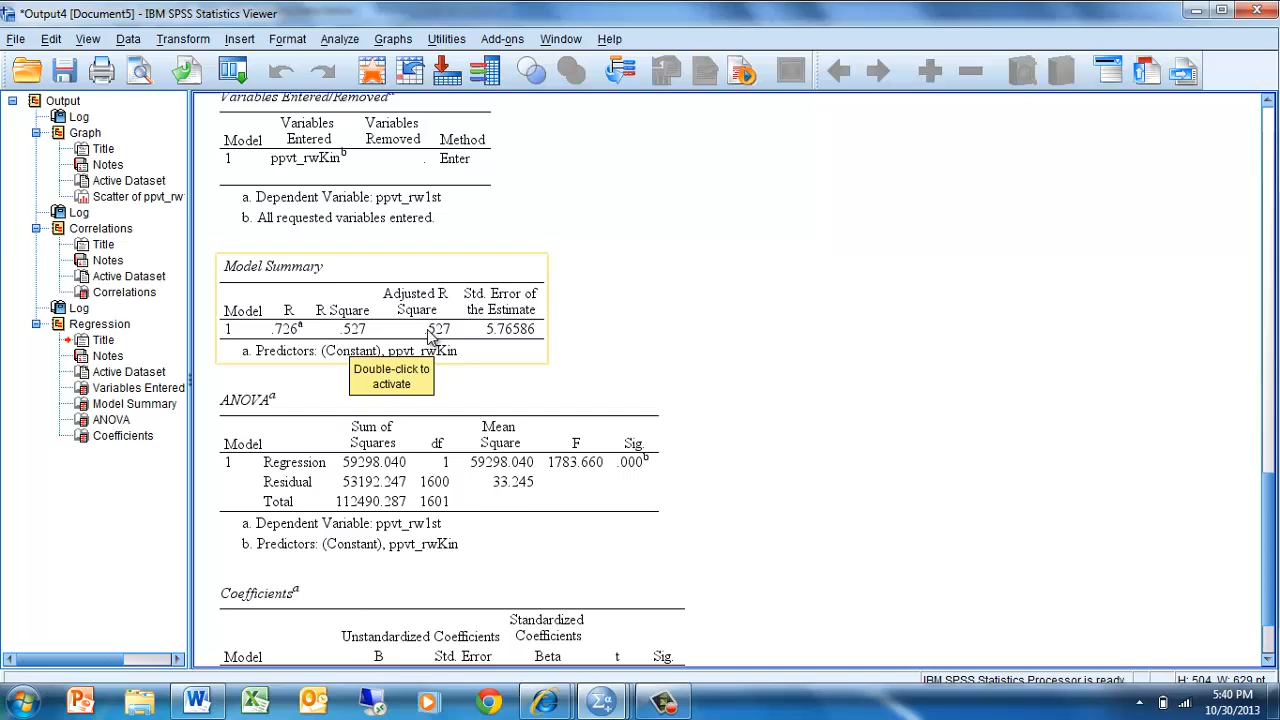 *Output4 [Document5] - IBM SPSS Statistics Viewer
File Edit View Data Transform Insert Format Analyze Graphs Utilities Add-ons Window Help
Output
Log
Graph
Title
Notes
Active Dataset
Scatter of ppvt_rw
Log
Correlations
Title
Notes
Active Dataset
Correlations
Log
Regression
Title
Notes
Active Dataset
Variables Entered
Model Summary
ANOVA
Coefficients
Variables Entered/Removed
Variables Variables
Model Entered Removed Method
1 ppvt_rwKin b . Enter
a. Dependent Variable: ppvt_rw1st
b. All requested variables entered.
Model Summary
Adjusted R Std. Error of
Model R R Square Square the Estimate
1 .726 a .527 .527 5.76586
a. Predictors: (Constant), ppvt_rwKin
Double-click to
activate
ANOVA a
Sum of Mean
Model Squares df Square F Sig.
1 Regression 59298.040 1 59298.040 1783.660 .000 b
Residual 53192.247 1600 33.245
Total 112490.287 1601
a. Dependent Variable: ppvt_rw1st
b. Predictors: (Constant), ppvt_rwKin
Coefficients a
Standardized
Unstandardized Coefficients Coefficients
Model B Std. Error Beta t Sig.
IBM SPSS Statistics Processor is ready H: 504, W: 629 pt
5:40 PM
10/30/2013